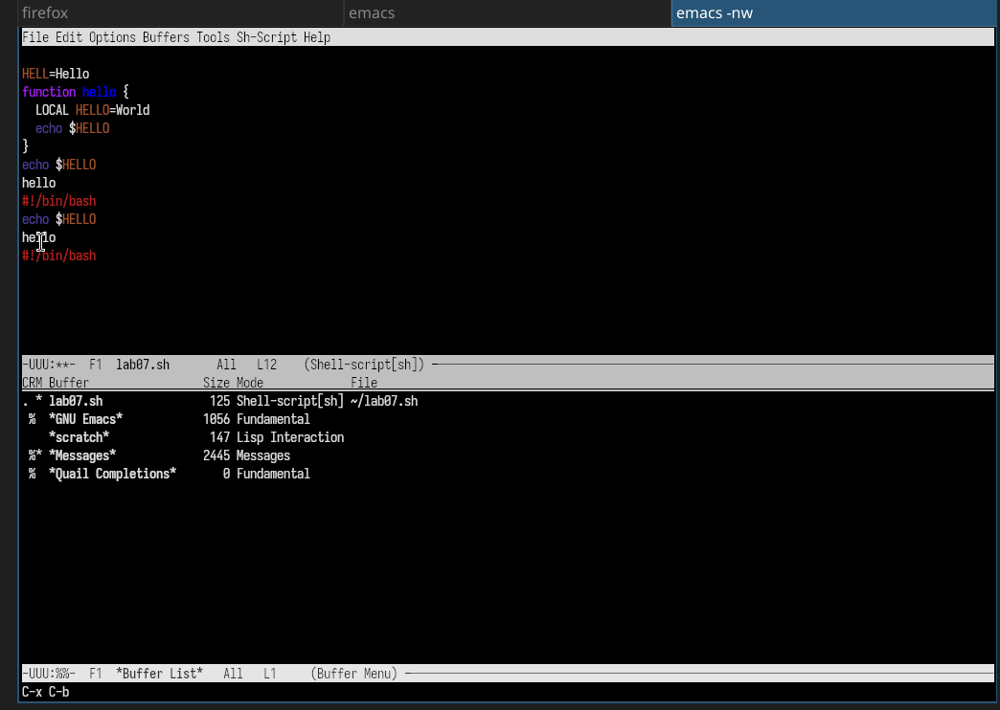 firefox emacs emacs -nw
File Edit Options Buffers Tools Sh-Script Help
HELL=Hello
function hello {
  LOCAL HELLO=World
  echo $HELLO
}
echo $HELLO
hello
#!/bin/bash
echo $HELLO
hello
#!/bin/bash
-UUU:**-  F1  lab07.sh       All   L12    (Shell-script[sh])
CRM Buffer                 Size Mode             File
. * lab07.sh                125 Shell-script[sh] ~/lab07.sh
 %  *GNU Emacs*            1056 Fundamental
    *scratch*               147 Lisp Interaction
 %* *Messages*             2445 Messages
 %  *Quail Completions*       0 Fundamental
-UUU:%%-  F1  *Buffer List*   All   L1     (Buffer Menu)
C-x C-b